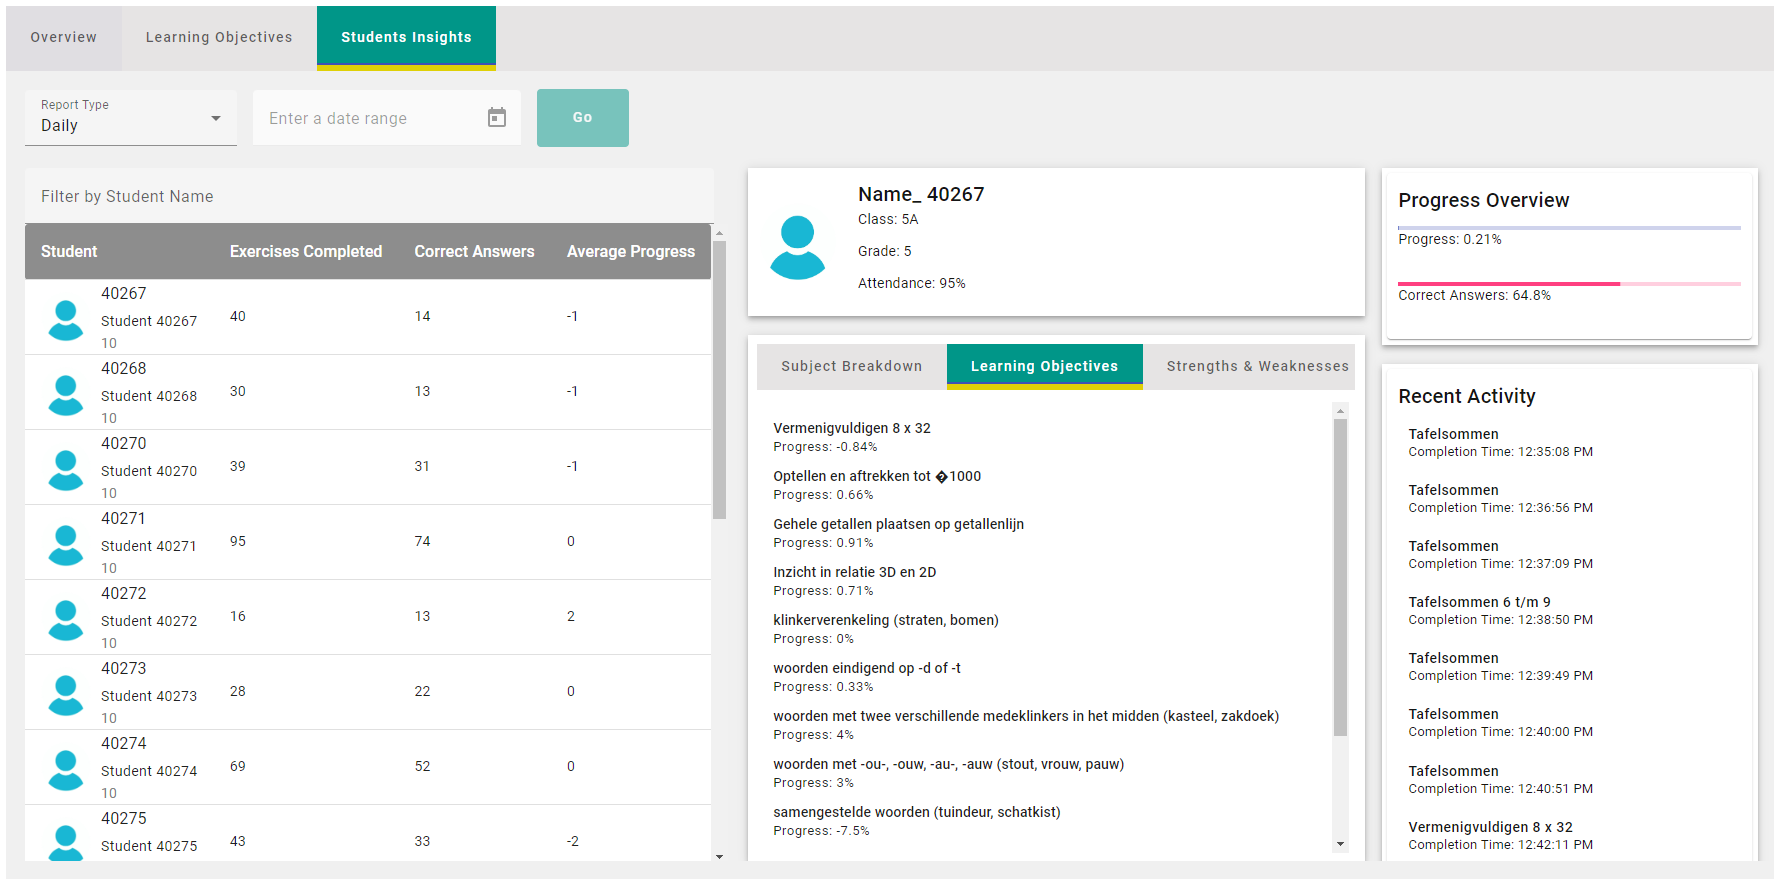 Overview
Learning Objectives
Students Insights
Report Type
Daily
Enter a date range
Go
Filter by Student Name
Student Exercises Completed Correct Answers Average Progress
40267
Student 40267 40 14 -1
10
40268
Student 40268 30 13 -1
10
40270
Student 40270 39 31 -1
10
40271
Student 40271 95 74 0
10
40272
Student 40272 16 13 2
10
40273
Student 40273 28 22 0
10
40274
Student 40274 69 52 0
10
40275
Student 40275 43 33 -2
Name_ 40267
Class: 5A
Grade: 5
Attendance: 95%
Subject Breakdown
Learning Objectives
Strengths & Weaknesses
Vermenigvuldigen 8 x 32
Progress: -0.84%
Optellen en aftrekken tot �1000
Progress: 0.66%
Gehele getallen plaatsen op getallenlijn
Progress: 0.91%
Inzicht in relatie 3D en 2D
Progress: 0.71%
klinkerverenkeling (straten, bomen)
Progress: 0%
woorden eindigend op -d of -t
Progress: 0.33%
woorden met twee verschillende medeklinkers in het midden (kasteel, zakdoek)
Progress: 4%
woorden met -ou-, -ouw, -au-, -auw (stout, vrouw, pauw)
Progress: 3%
samengestelde woorden (tuindeur, schatkist)
Progress: -7.5%
Progress Overview
Progress: 0.21%
Correct Answers: 64.8%
Recent Activity
Tafelsommen
Completion Time: 12:35:08 PM
Tafelsommen
Completion Time: 12:36:56 PM
Tafelsommen
Completion Time: 12:37:09 PM
Tafelsommen 6 t/m 9
Completion Time: 12:38:50 PM
Tafelsommen
Completion Time: 12:39:49 PM
Tafelsommen
Completion Time: 12:40:00 PM
Tafelsommen
Completion Time: 12:40:51 PM
Vermenigvuldigen 8 x 32
Completion Time: 12:42:11 PM